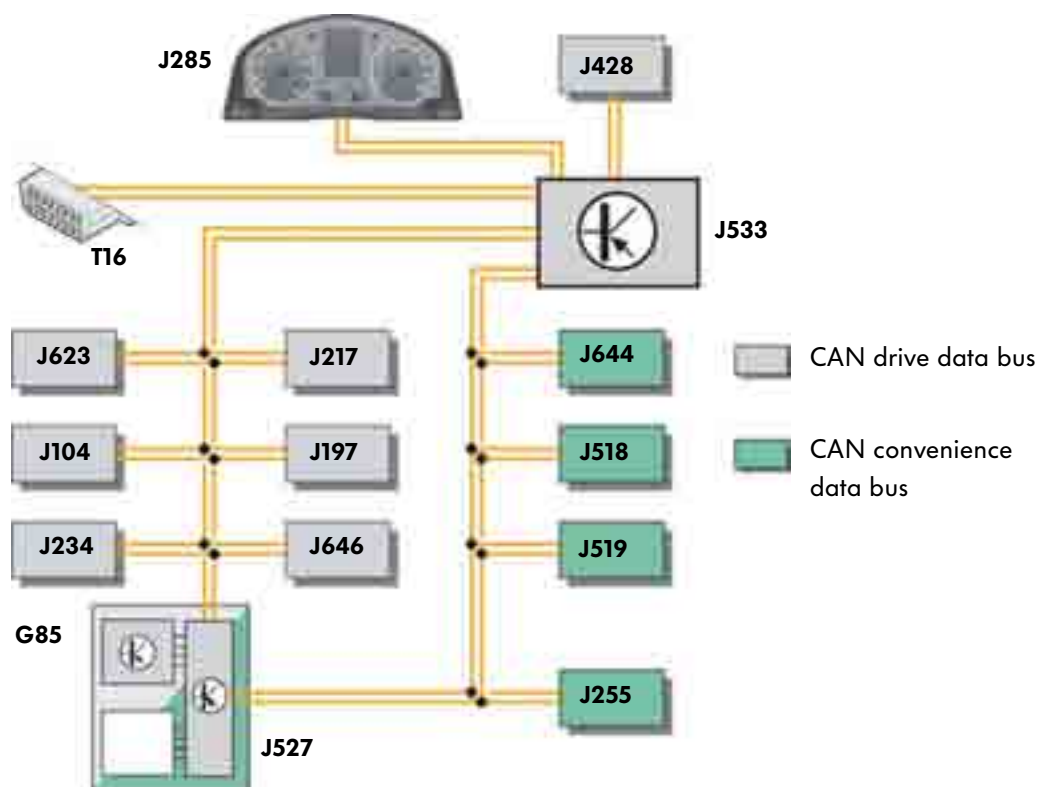 J285
J428
J533
T16
J623
J217
J644
CAN drive data bus
J104
J197
J518
CAN convenience
data bus
J234
J646
J519
G85
J255
J527